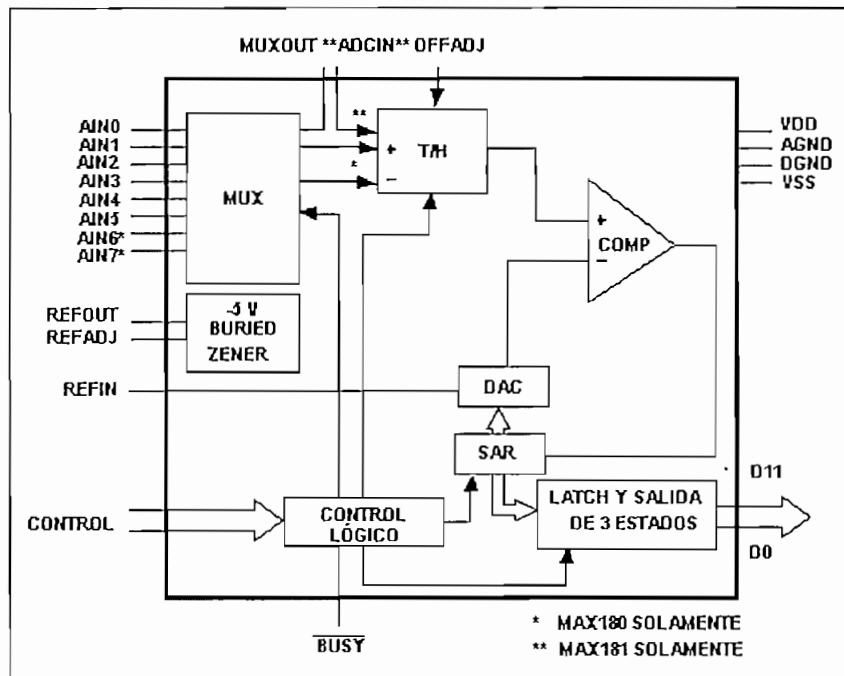 MUXOUT **ADCIN** OFFADJ
AIN0
AIN1
AIN2
AIN3
AIN4
AIN5
AIN6*
AIN7*
MUX
**
*
+
−
T/H
VDD
AGND
DGND
VSS
+
−
COMP
REFOUT
REFADJ
-5 V
BURIED
ZENER
REFIN
DAC
SAR
CONTROL
CONTROL
LÓGICO
LATCH Y SALIDA
DE 3 ESTADOS
D11
D0
BUSY
* MAX180 SOLAMENTE
** MAX181 SOLAMENTE